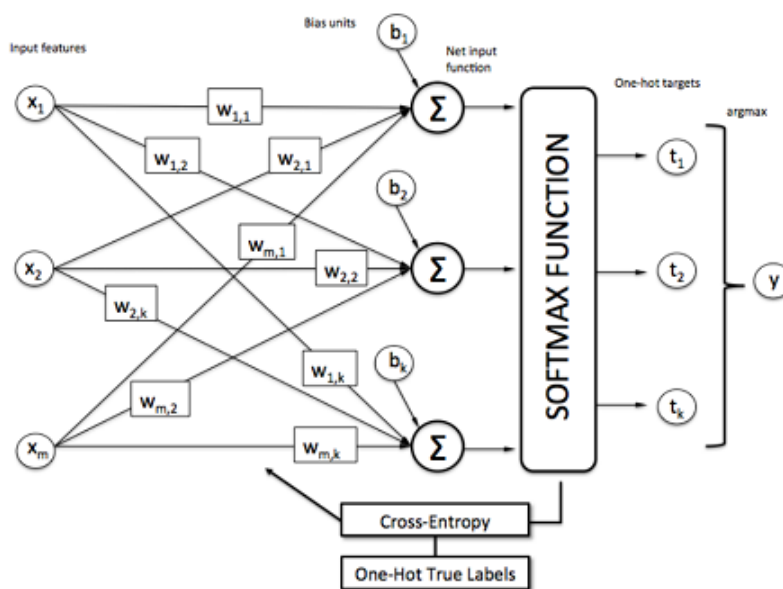 Bias units
b₁
Input features
Net input
function
One-hot targets
argmax
x₁
w₁,₁
Σ
w₁,₂
w₂,₁
t₁
b₂
SOFTMAX FUNCTION
wₘ,₁
x₂
w₂,₂
Σ
t₂
y
w₂,ₖ
bₖ
w₁,ₖ
wₘ,₂
tₖ
xₘ
wₘ,ₖ
Σ
Cross-Entropy
One-Hot True Labels